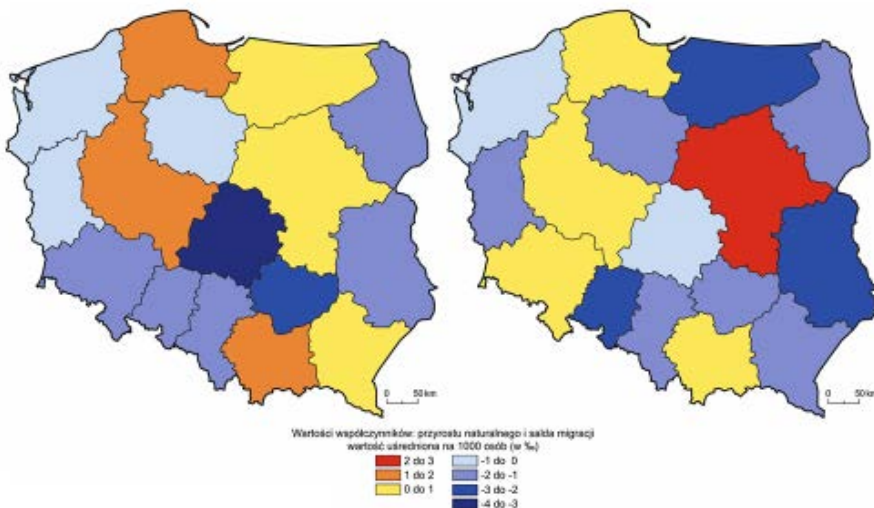 0 50 km
0 50 km
Wartości współczynników: przyrostu naturalnego i salda migracji
wartość uśredniona na 1000 osób (w ‰)
2 do 3
1 do 2
0 do 1
-1 do 0
-2 do -1
-3 do -2
-4 do -3